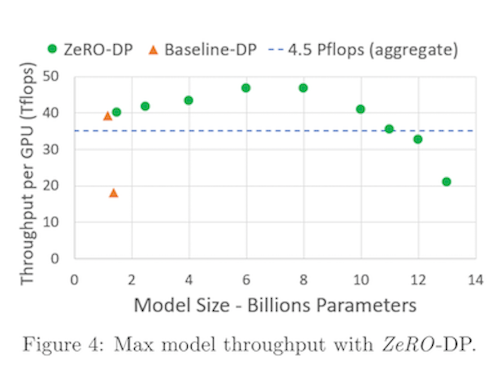 ZeRO-DP Baseline-DP 4.5 Pflops (aggregate)
Throughput per GPU (Tflops)
50
40
30
20
10
0
0 2 4 6 8 10 12 14
Model Size - Billions Parameters
Figure 4: Max model throughput with ZeRO-DP.